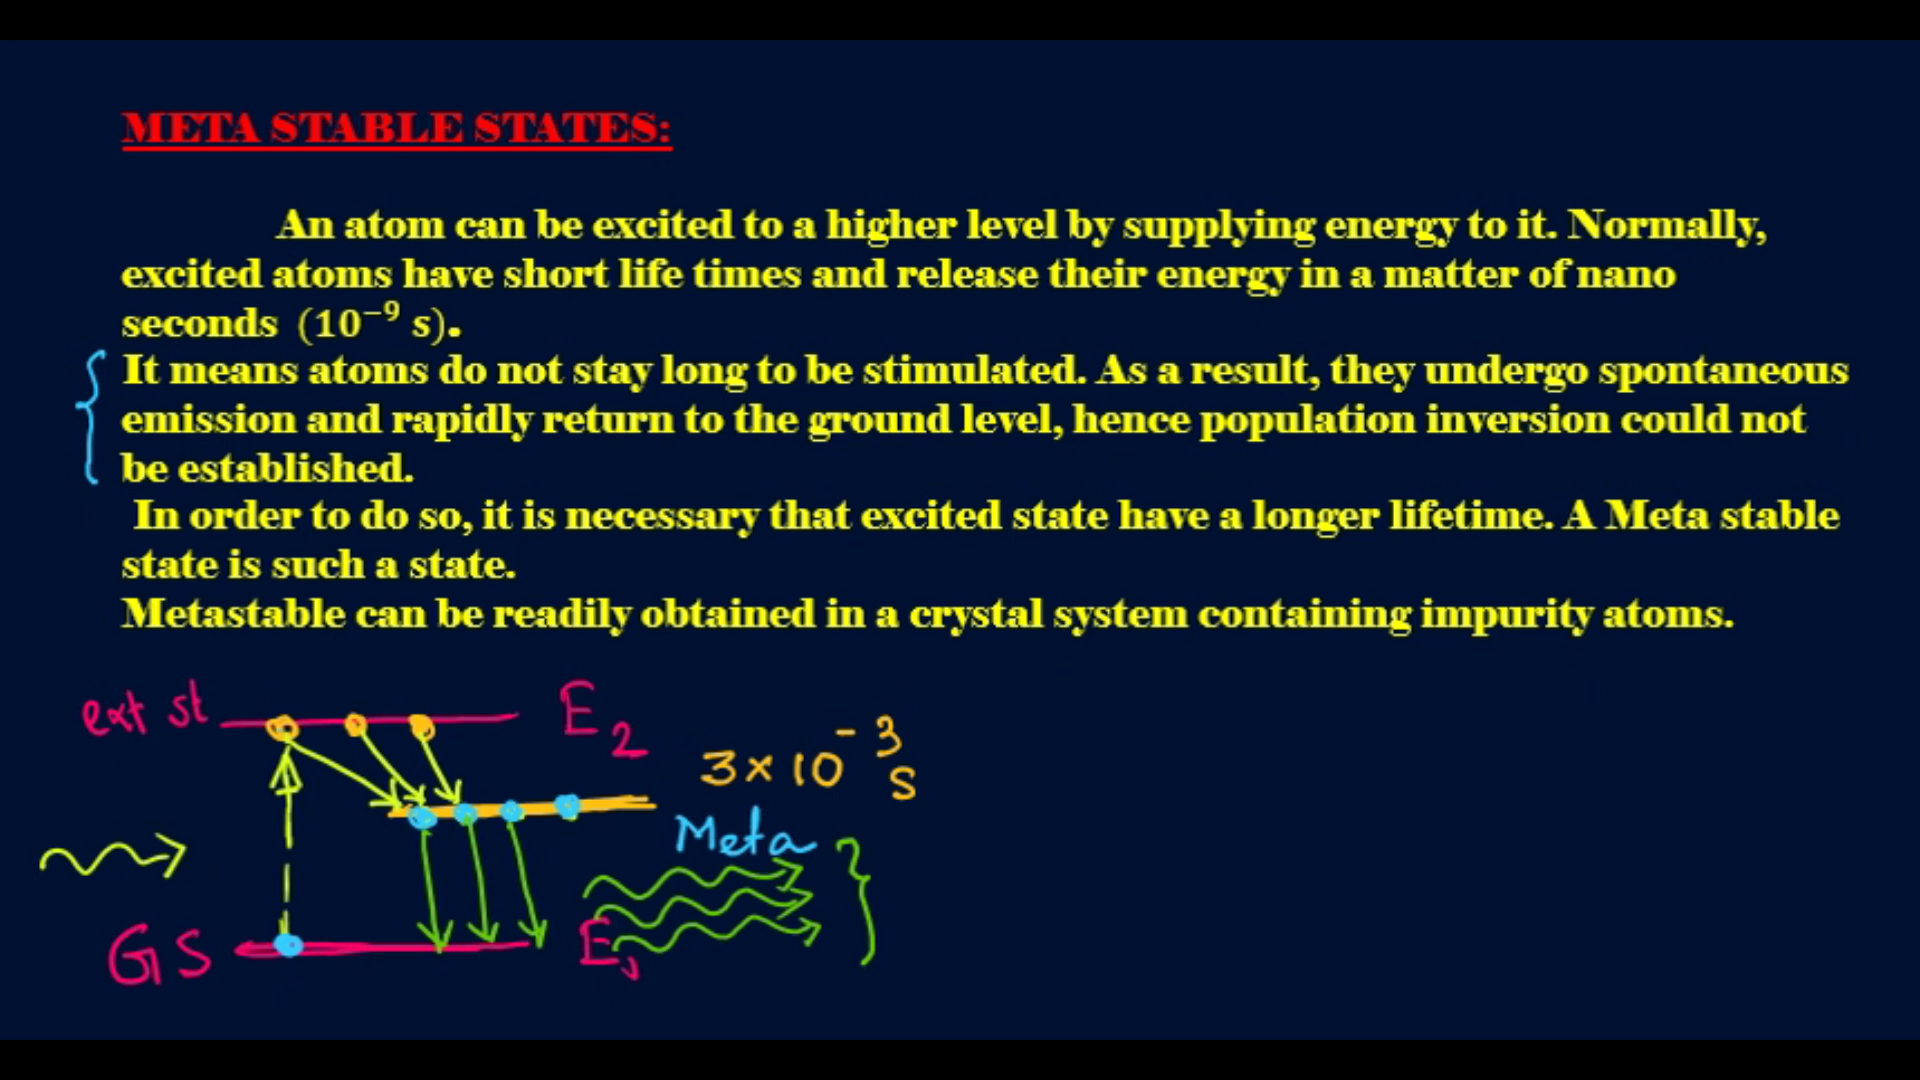 META STABLE STATES:
An atom can be excited to a higher level by supplying energy to it. Normally,
excited atoms have short life times and release their energy in a matter of nano
seconds (10⁻⁹ s).
It means atoms do not stay long to be stimulated. As a result, they undergo spontaneous
emission and rapidly return to the ground level, hence population inversion could not
be established.
In order to do so, it is necessary that excited state have a longer lifetime. A Meta stable
state is such a state.
Metastable can be readily obtained in a crystal system containing impurity atoms.
ext st E₂
3×10⁻³ s
Meta
GS E₁